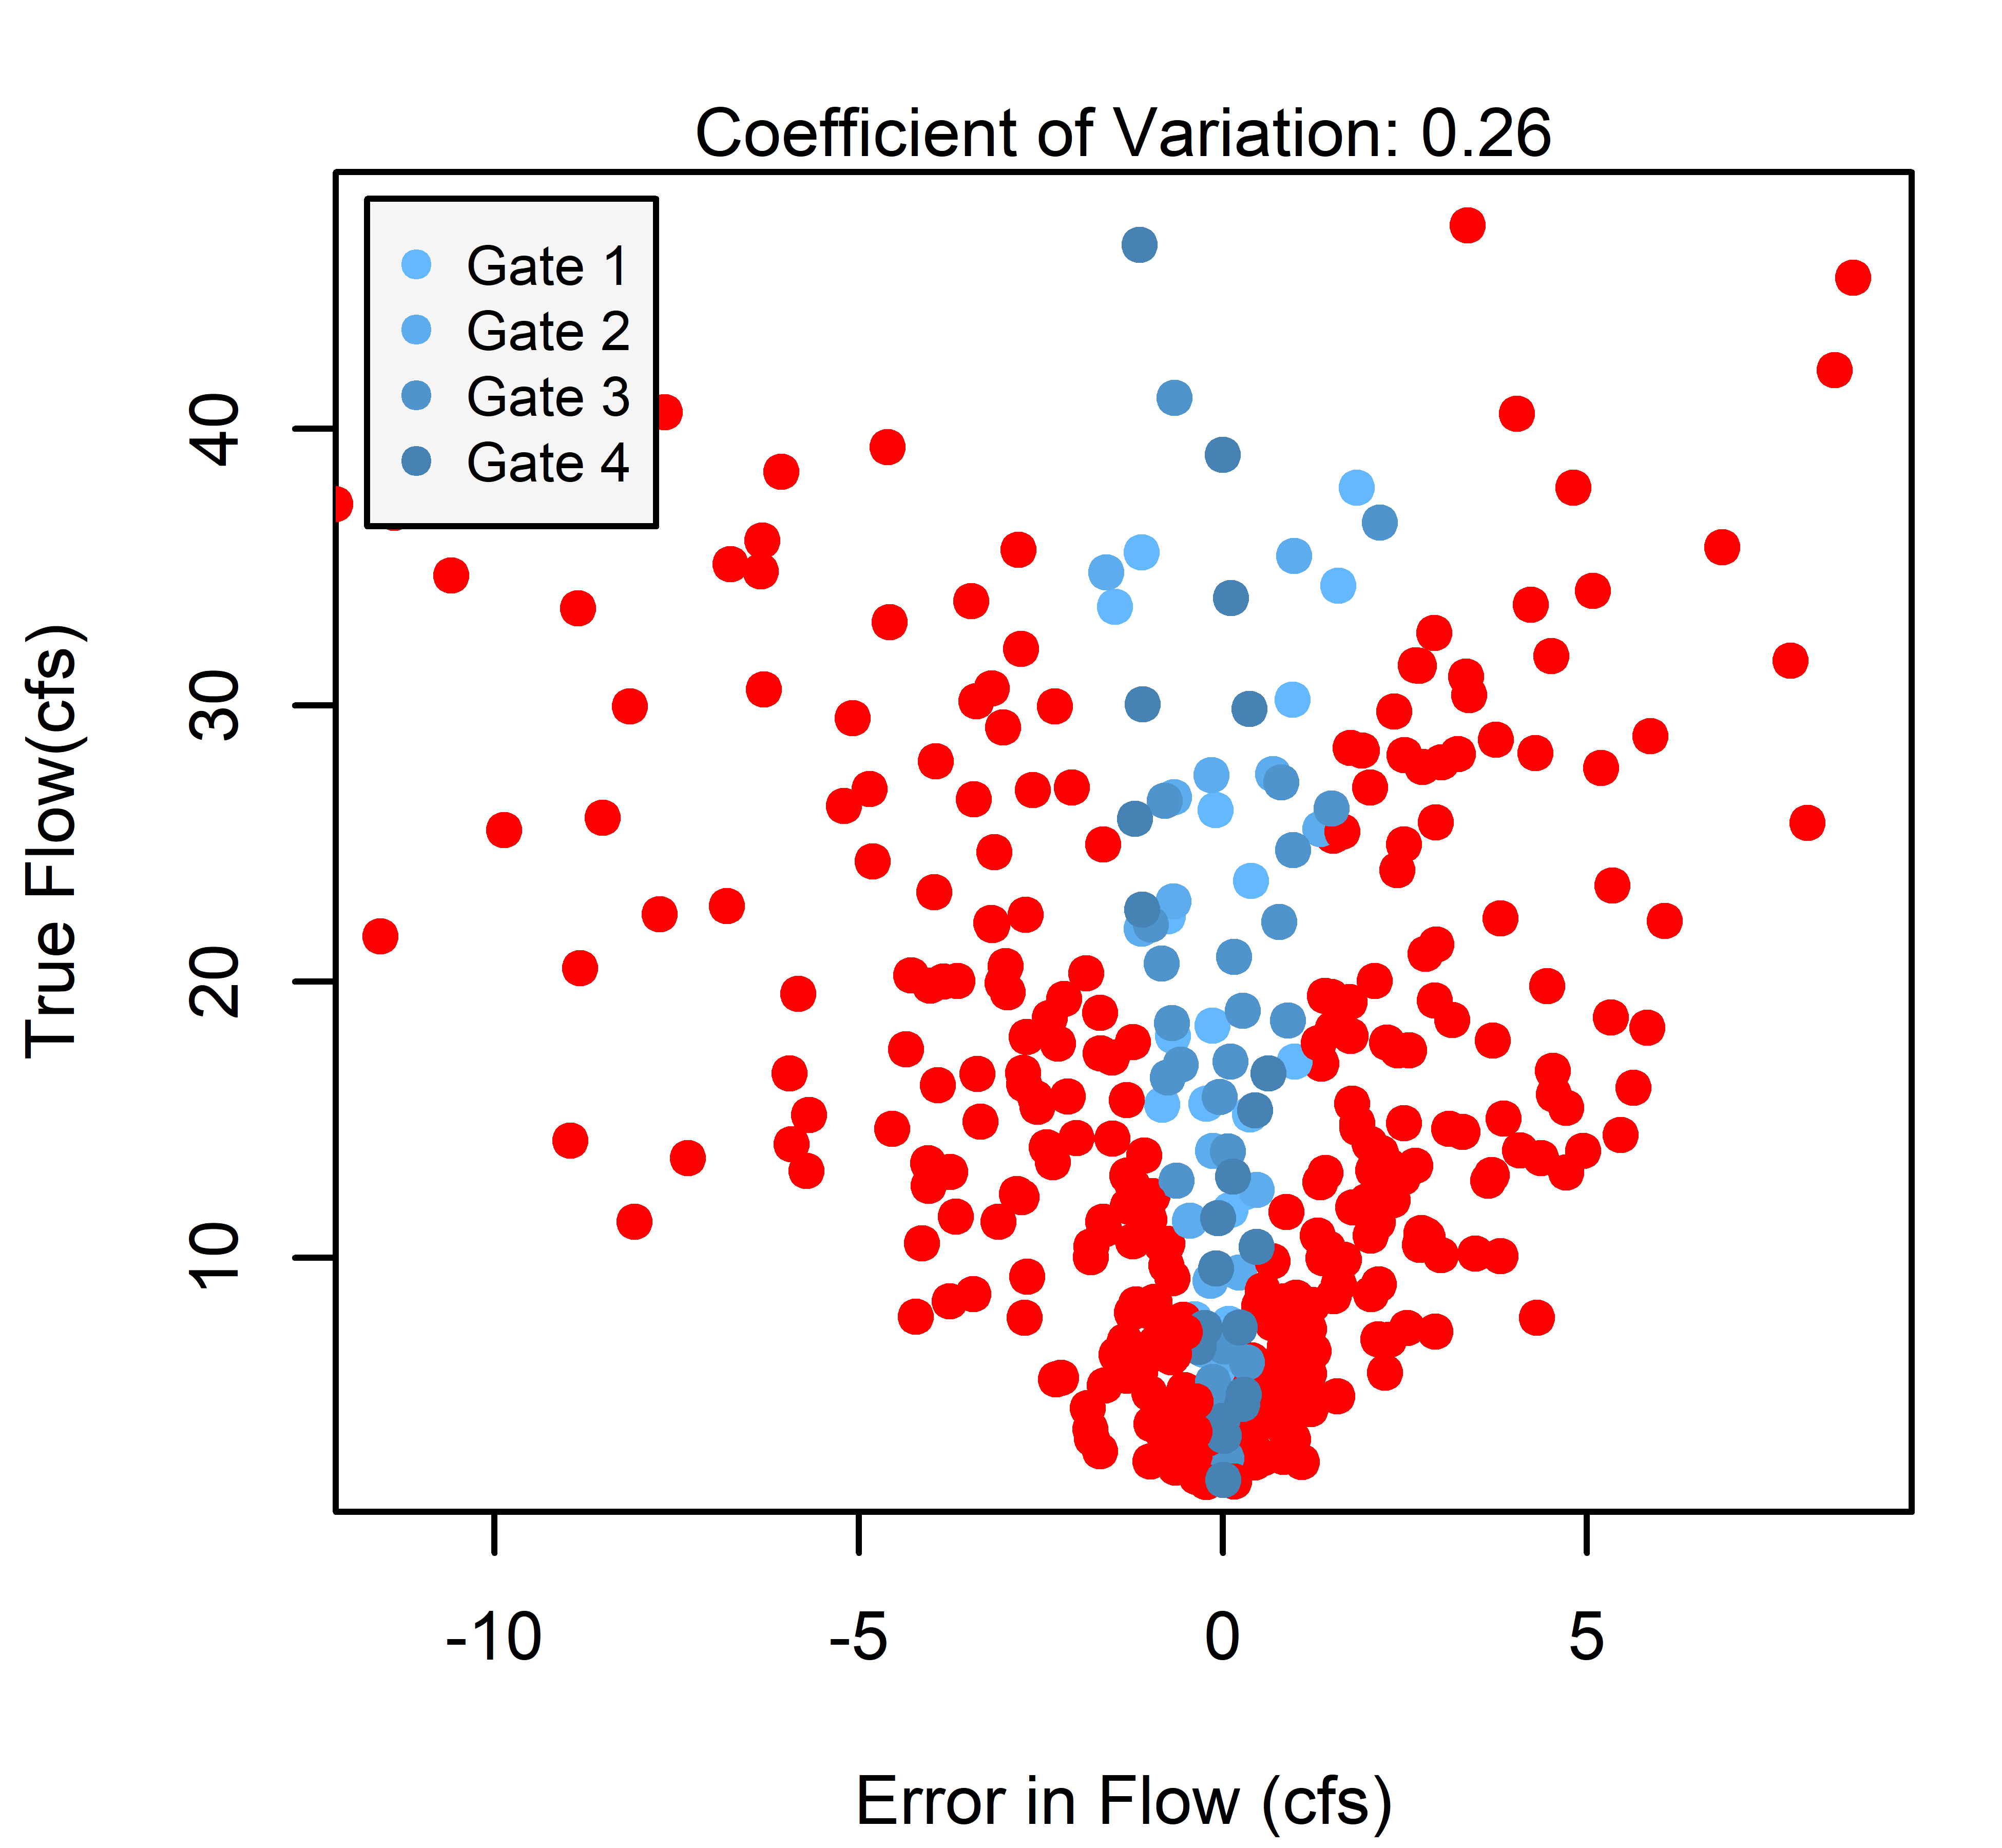 Coefficient of Variation: 0.26
Gate 1
Gate 2
Gate 3
Gate 4
True Flow(cfs)
40
30
20
10
-10 -5 0 5
Error in Flow (cfs)